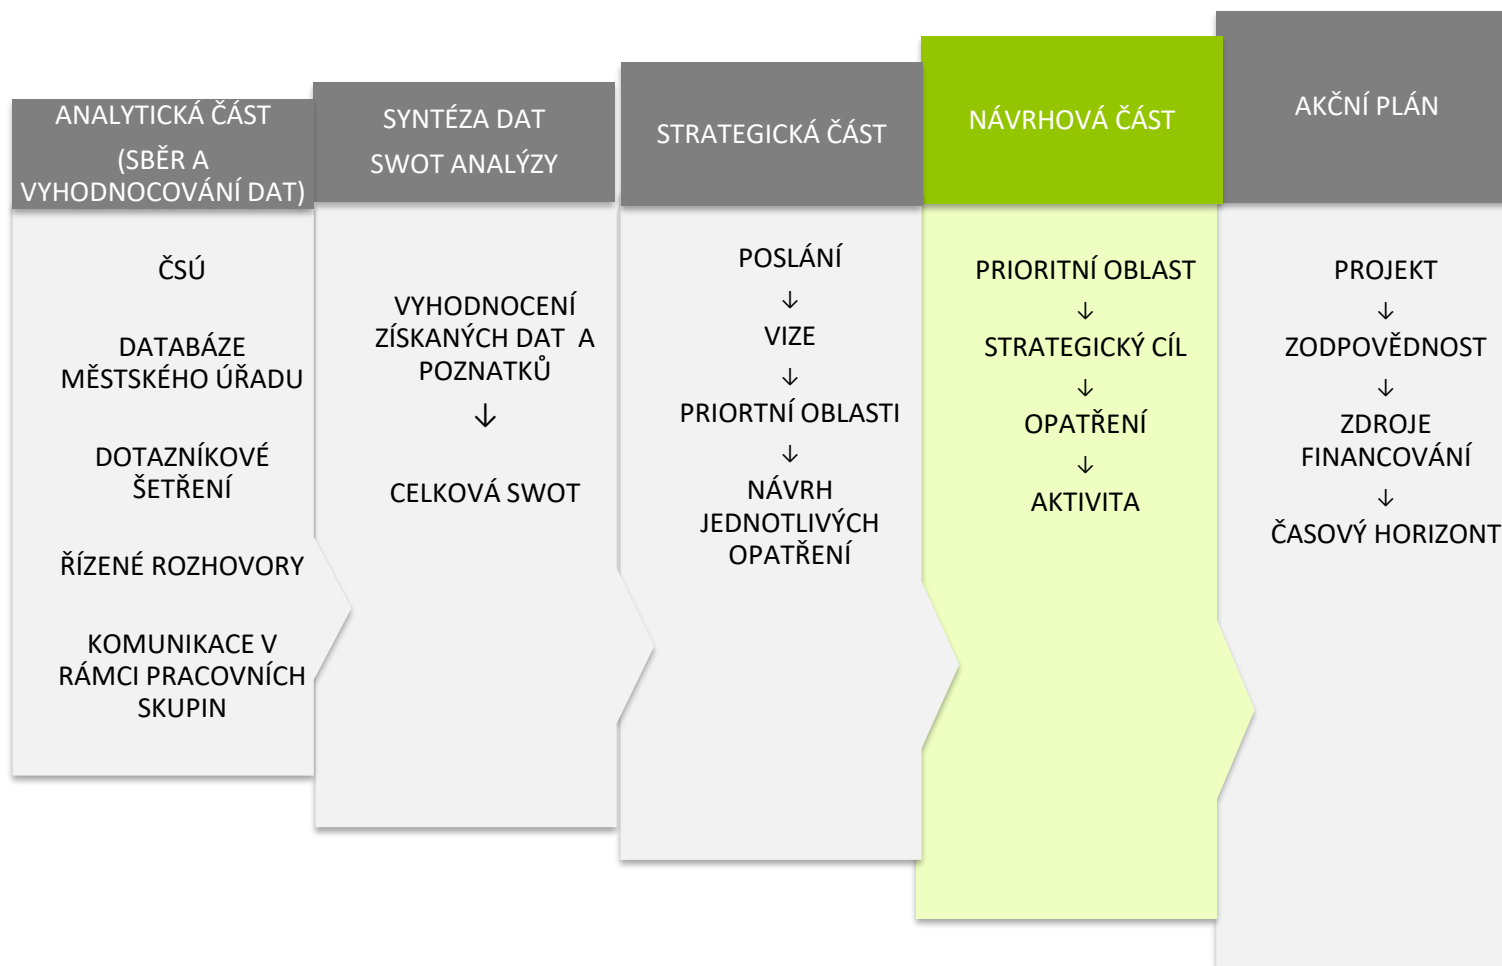 ANALYTICKÁ ČÁST
(SBĚR A
VYHODNOCOVÁNÍ DAT)
ČSÚ
DATABÁZE
MĚSTSKÉHO ÚŘADU
DOTAZNÍKOVÉ
ŠETŘENÍ
ŘÍZENÉ ROZHOVORY
KOMUNIKACE V
RÁMCI PRACOVNÍCH
SKUPIN
SYNTÉZA DAT
SWOT ANALÝZY
VYHODNOCENÍ
ZÍSKANÝCH DAT A
POZNATKŮ
↓
CELKOVÁ SWOT
STRATEGICKÁ ČÁST
POSLÁNÍ
↓
VIZE
↓
PRIORTNÍ OBLASTI
↓
NÁVRH
JEDNOTLIVÝCH
OPATŘENÍ
NÁVRHOVÁ ČÁST
PRIORITNÍ OBLAST
↓
STRATEGICKÝ CÍL
↓
OPATŘENÍ
↓
AKTIVITA
AKČNÍ PLÁN
PROJEKT
↓
ZODPOVĚDNOST
↓
ZDROJE
FINANCOVÁNÍ
↓
ČASOVÝ HORIZONT